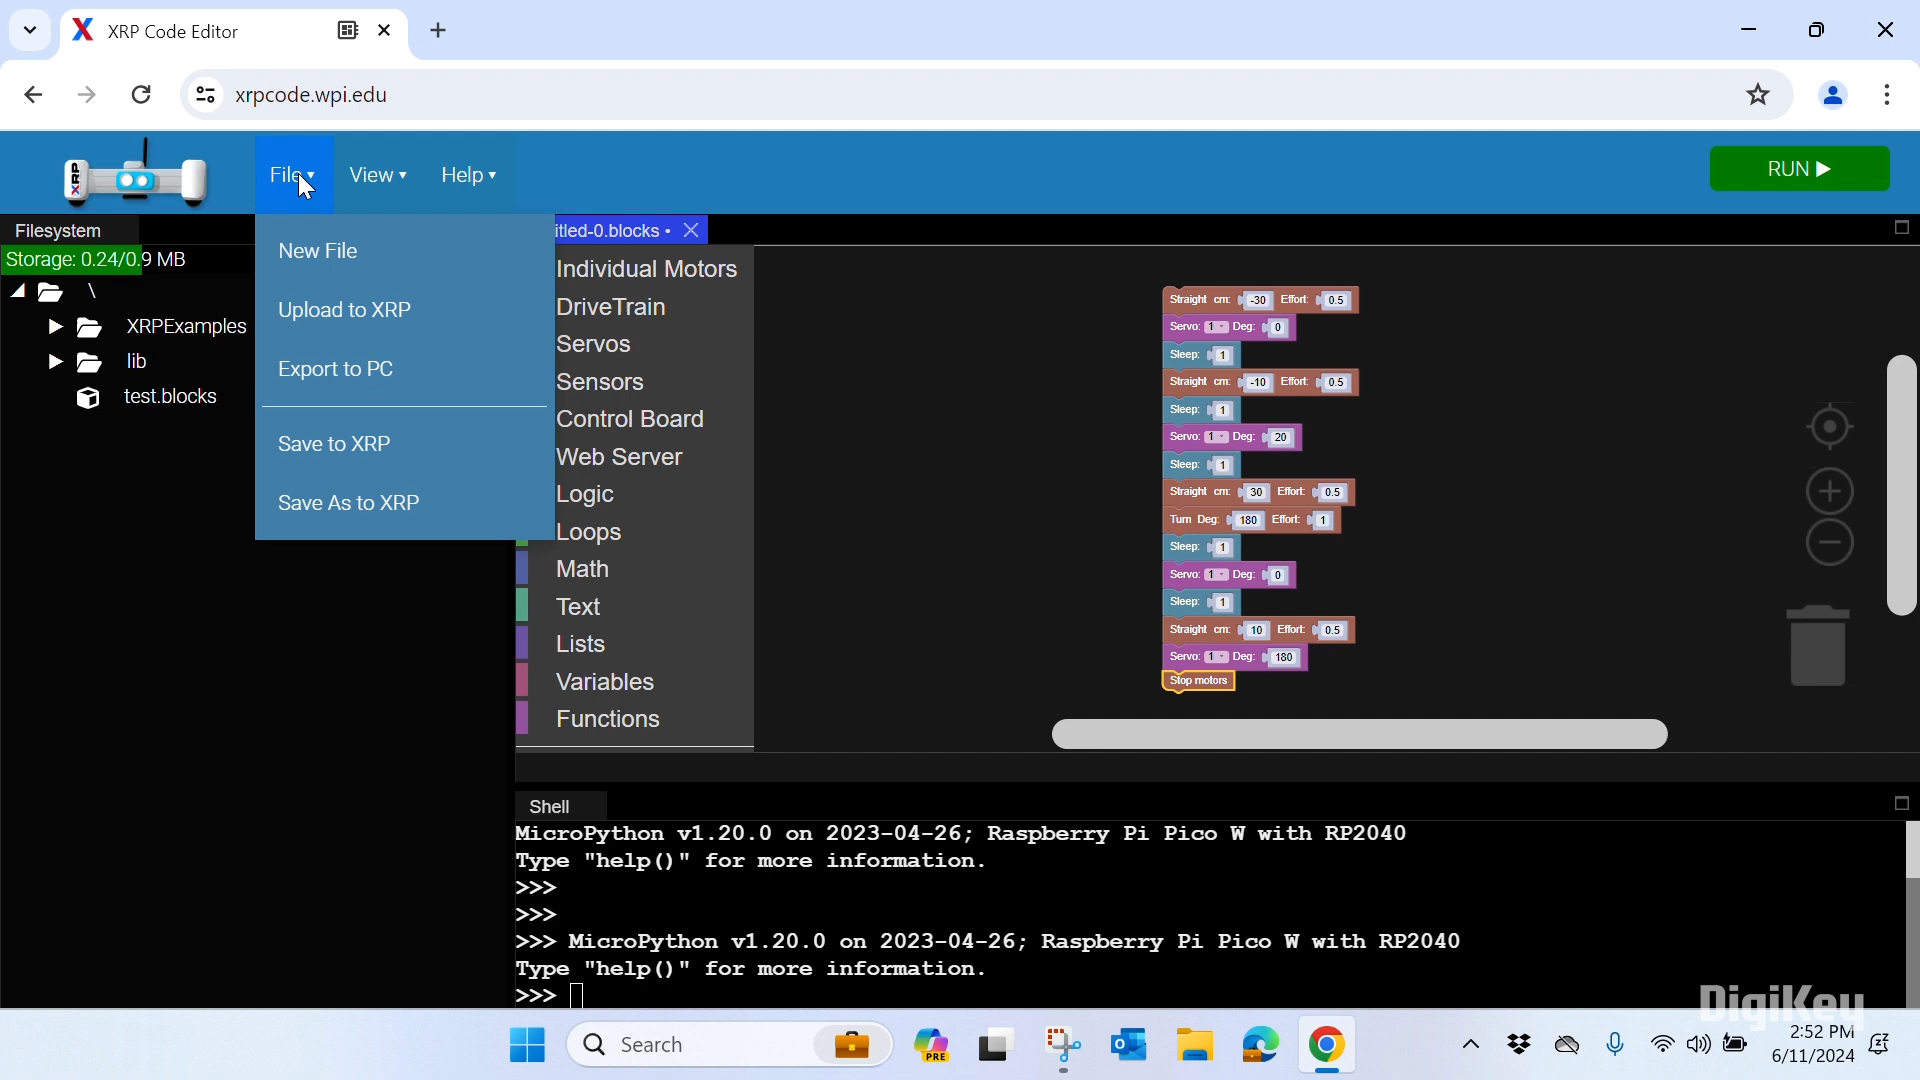 XRP Code Editor
xrpcode.wpi.edu
XRP
File View Help
RUN
Filesystem
Storage: 0.24/0.9 MB
\
XRPExamples
lib
test.blocks
New File
Upload to XRP
Export to PC
Save to XRP
Save As to XRP
itled-0.blocks •
Individual Motors
DriveTrain
Servos
Sensors
Control Board
Web Server
Logic
Loops
Math
Text
Lists
Variables
Functions
Straight cm: -30 Effort: 0.5
Servo: 1 Deg: 0
Sleep: 1
Straight cm: -10 Effort: 0.5
Sleep: 1
Servo: 1 Deg: 20
Sleep: 1
Straight cm: 30 Effort: 0.5
Turn Deg: 180 Effort: 1
Sleep: 1
Servo: 1 Deg: 0
Sleep: 1
Straight cm: 10 Effort: 0.5
Servo: 1 Deg: 180
Stop motors
Shell
MicroPython v1.20.0 on 2023-04-26; Raspberry Pi Pico W with RP2040
Type "help()" for more information.
>>>
>>>
>>> MicroPython v1.20.0 on 2023-04-26; Raspberry Pi Pico W with RP2040
Type "help()" for more information.
>>>
DigiKey
Search
PRE
2:52 PM
6/11/2024